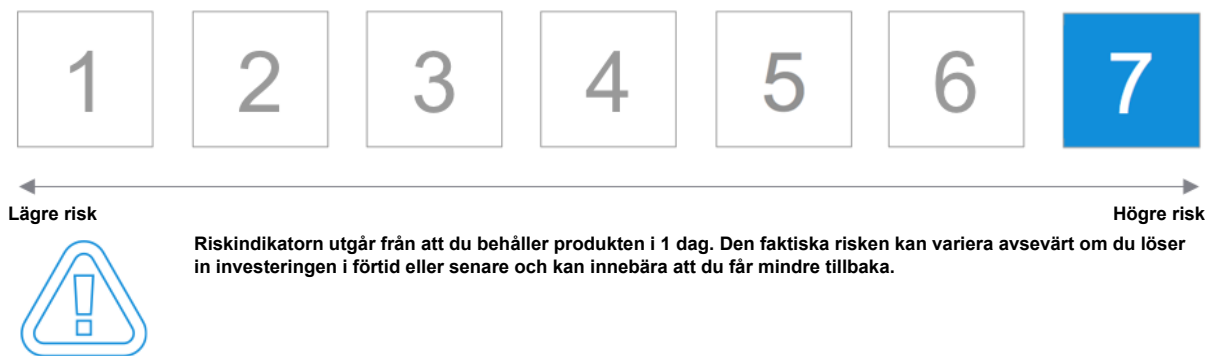 1 2 3 4 5 6 7
Lägre risk Högre risk
Riskindikatorn utgår från att du behåller produkten i 1 dag. Den faktiska risken kan variera avsevärt om du löser
in investeringen i förtid eller senare och kan innebära att du får mindre tillbaka.